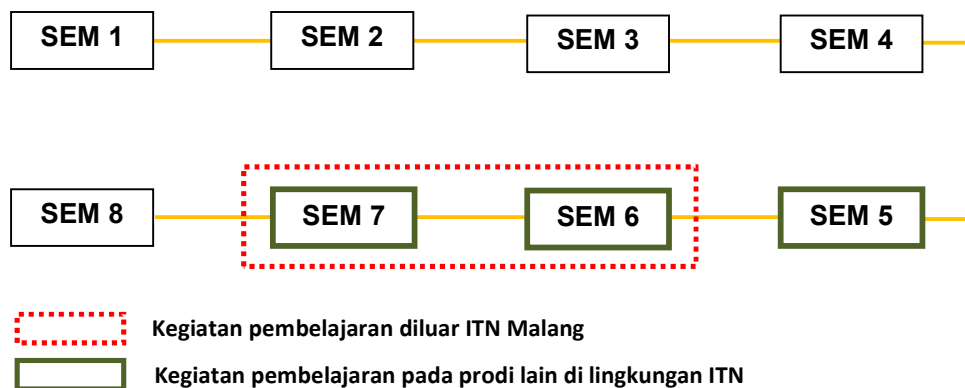 SEM 1
SEM 2
SEM 3
SEM 4
SEM 8
SEM 7
SEM 6
SEM 5
Kegiatan pembelajaran diluar ITN Malang
Kegiatan pembelajaran pada prodi lain di lingkungan ITN